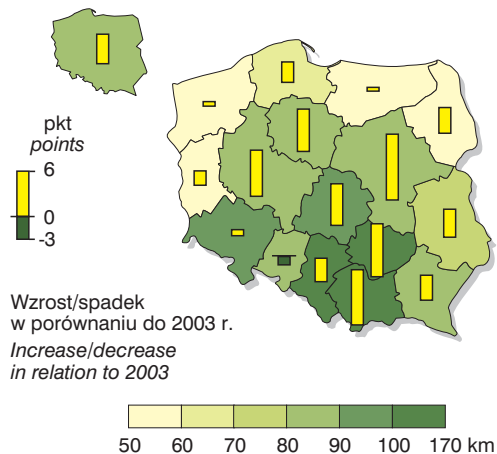 pkt
points
6
0
-3
Wzrost/spadek
w porównaniu do 2003 r.
Increase/decrease
in relation to 2003
50 60 70 80 90 100 170 km